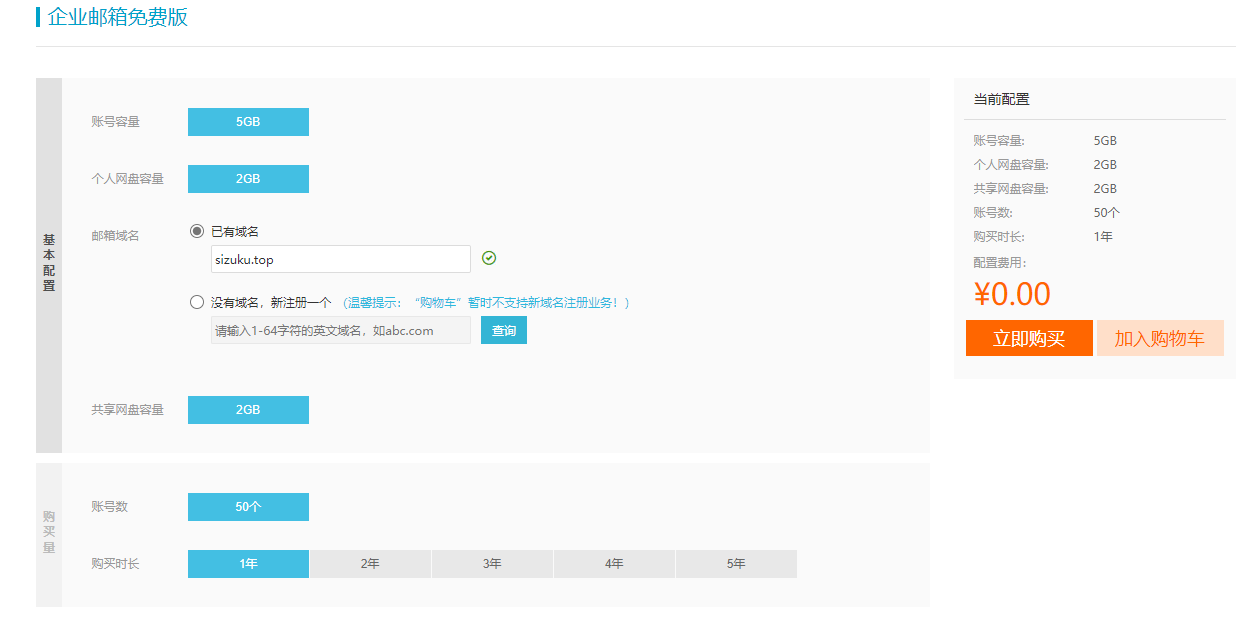 企业邮箱免费版
基本配置
账号容量
5GB
个人网盘容量
2GB
邮箱域名
已有域名
sizuku.top
没有域名，新注册一个 （温馨提示：“购物车”暂时不支持新域名注册业务！）
请输入1-64字符的英文域名，如abc.com
查询
共享网盘容量
2GB
购买量
账号数
50个
购买时长
1年 2年 3年 4年 5年
当前配置
账号容量: 5GB
个人网盘容量: 2GB
共享网盘容量: 2GB
账号数: 50个
购买时长: 1年
配置费用:
¥0.00
立即购买 加入购物车